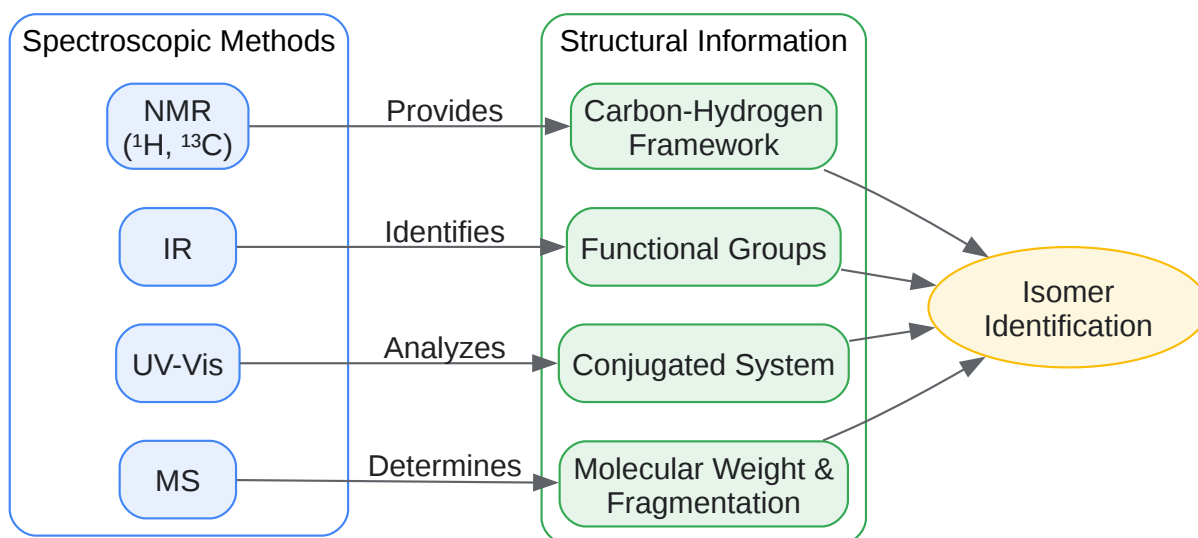 Spectroscopic Methods
Structural Information
NMR
(¹H, ¹³C)
Provides
Carbon-Hydrogen
Framework
IR
Identifies
Functional Groups
Isomer
Identification
UV-Vis
Analyzes
Conjugated System
MS
Determines
Molecular Weight &
Fragmentation